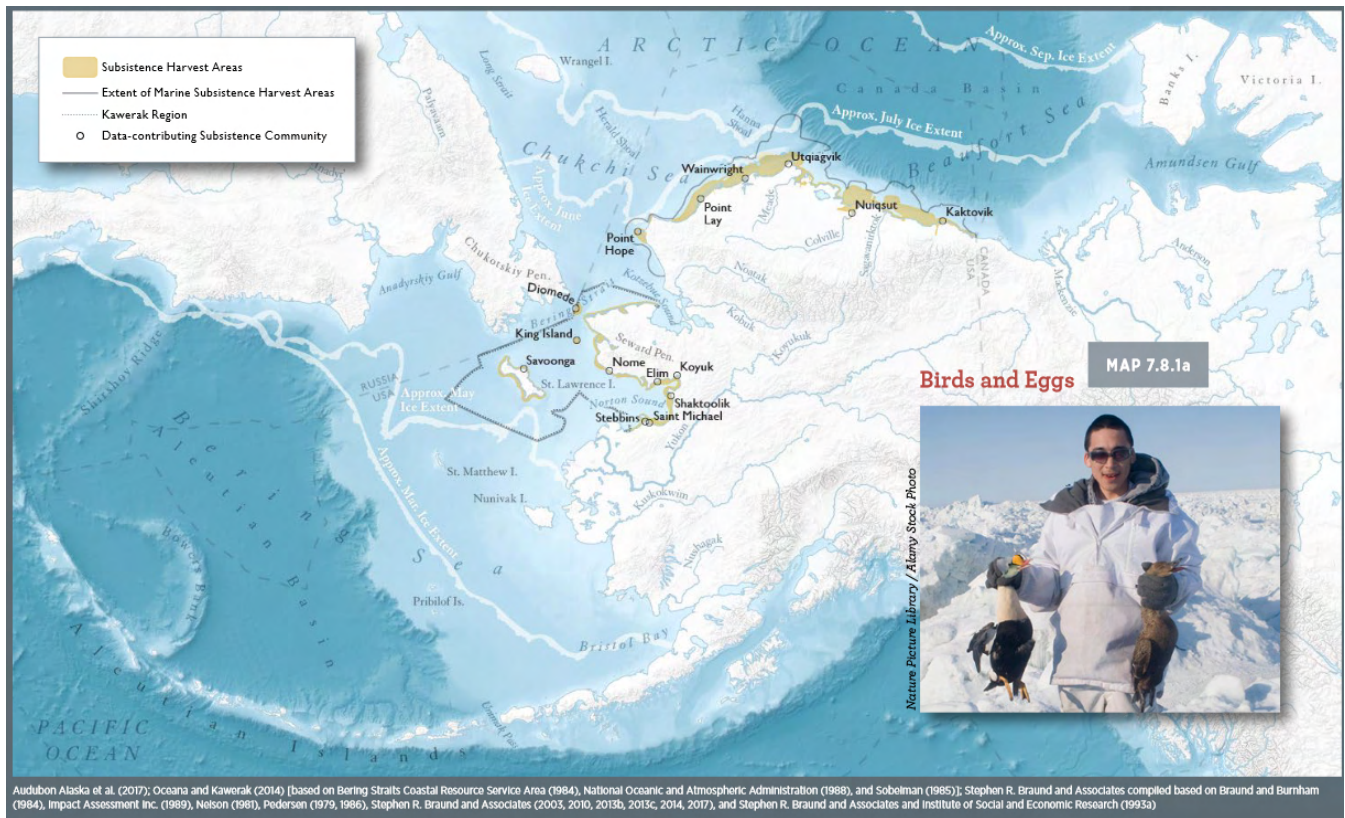 Subsistence Harvest Areas
Extent of Marine Subsistence Harvest Areas
Kawerak Region
Data-contributing Subsistence Community
ARCTIC OCEAN
Approx. Sep. Ice Extent
Wrangel I.
Long Strait
Banks I.
Victoria I.
Canada Basin
Palyavaam
Herald Shoal
Hanna Shoal
Approx. July Ice Extent
Beaufort Sea
Amundsen Gulf
Chukchi Sea
Utqiaġvik
Wainwright
Approx. June Ice Extent
Point Lay
Meade
Nuiqsut
Kaktovik
Point Hope
Colville
Sagavanirktok
CANADA
USA
Anderson
Mackenzie
Chukotskiy Pen.
Anadyrskiy Gulf
Noatak
Kotzebue Sound
Diomede
Bering Strait
Kobuk
King Island
Seward Pen.
Koyukuk
Savoonga
Nome
Koyuk
Elim
MAP 7.8.1a
Birds and Eggs
RUSSIA
USA
St. Lawrence I.
Approx. May Ice Extent
Norton Sound
Shaktoolik
Stebbins
Saint Michael
Yukon
Shirshov Ridge
Bering Sea
Aleutian Basin
St. Matthew I.
Nunivak I.
Kuskokwim
Approx. Mar. Ice Extent
Nushagak
Bowers Bank
Pribilof Is.
Bristol Bay
Unimak Pass
Aleutian Islands
PACIFIC
OCEAN
Nature Picture Library / Alamy Stock Photo
Audubon Alaska et al. (2017); Oceana and Kawerak (2014) [based on Bering Straits Coastal Resource Service Area (1984), National Oceanic and Atmospheric Administration (1988), and Sobelman (1985)]; Stephen R. Braund and Associates compiled based on Braund and Burnham
(1984), Impact Assessment Inc. (1989), Nelson (1981), Pedersen (1979, 1986), Stephen R. Braund and Associates (2003, 2010, 2013b, 2013c, 2014, 2017), and Stephen R. Braund and Associates and Institute of Social and Economic Research (1993a)